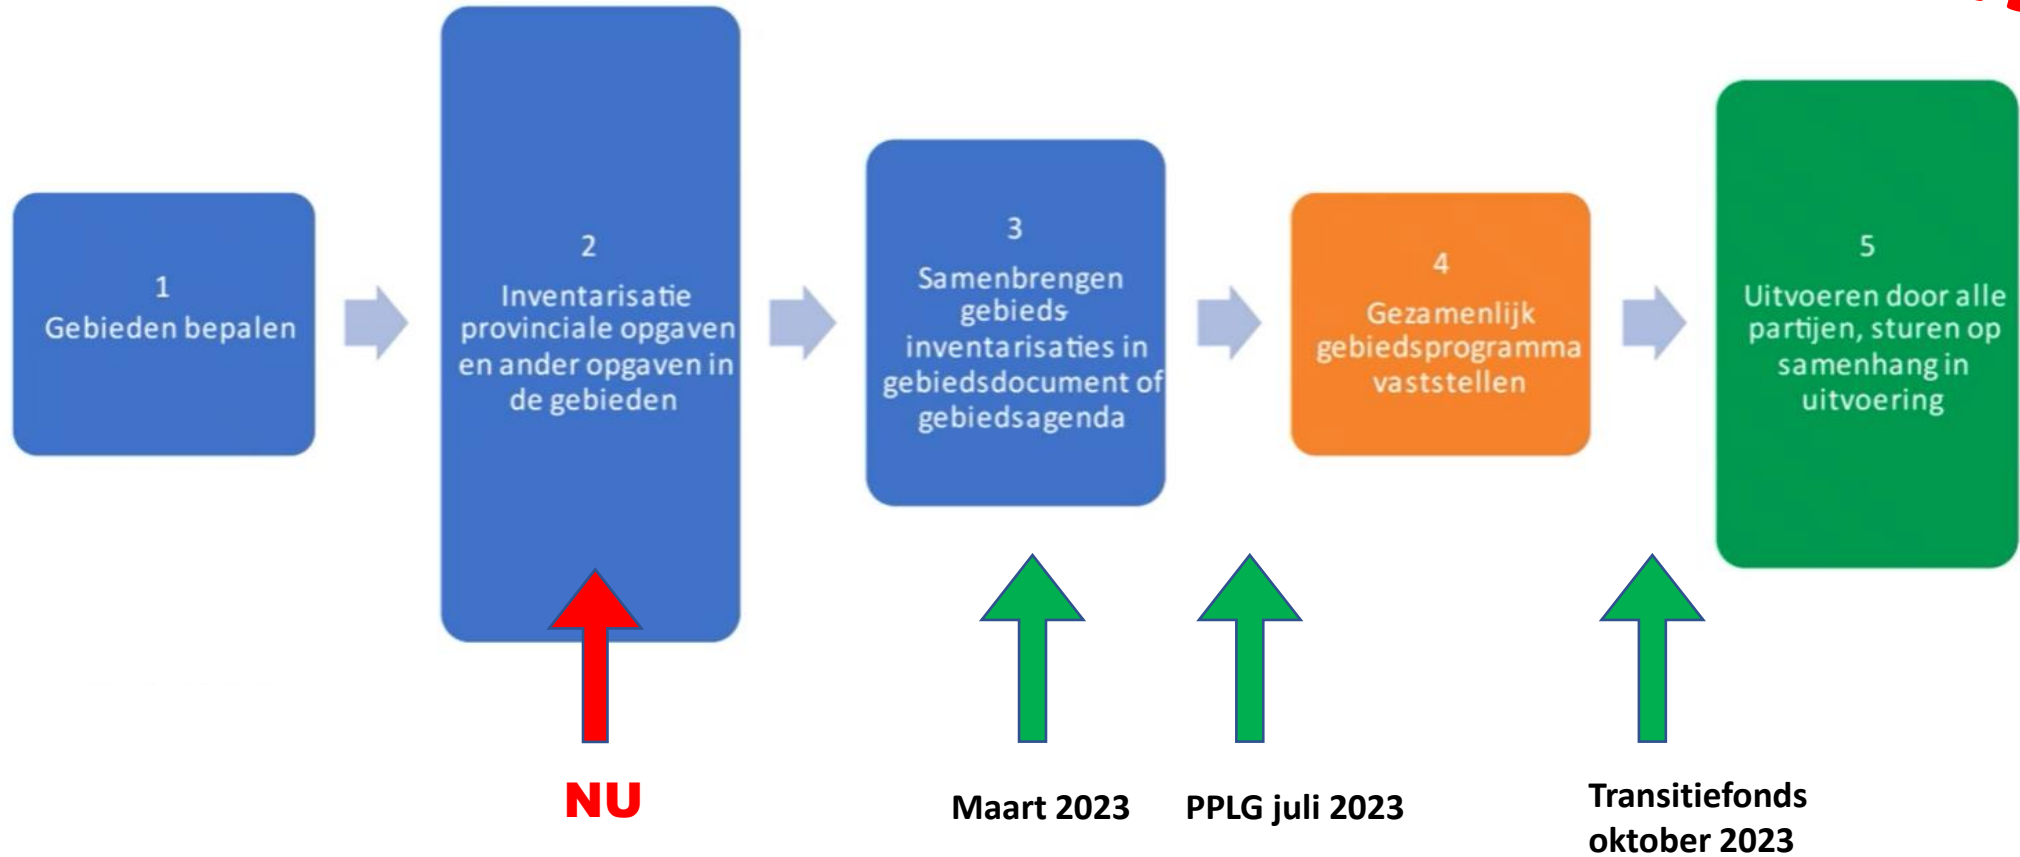 1
Gebieden bepalen
2
Inventarisatie
provinciale opgaven
en ander opgaven in
de gebieden
3
Samenbrengen
gebieds-
inventarisaties in
gebiedsdocument of
gebiedsagenda
4
Gezamenlijk
gebiedsprogramma
vaststellen
5
Uitvoeren door alle
partijen, sturen op
samenhang in
uitvoering
NU
Maart 2023
PPLG juli 2023
Transitiefonds
oktober 2023